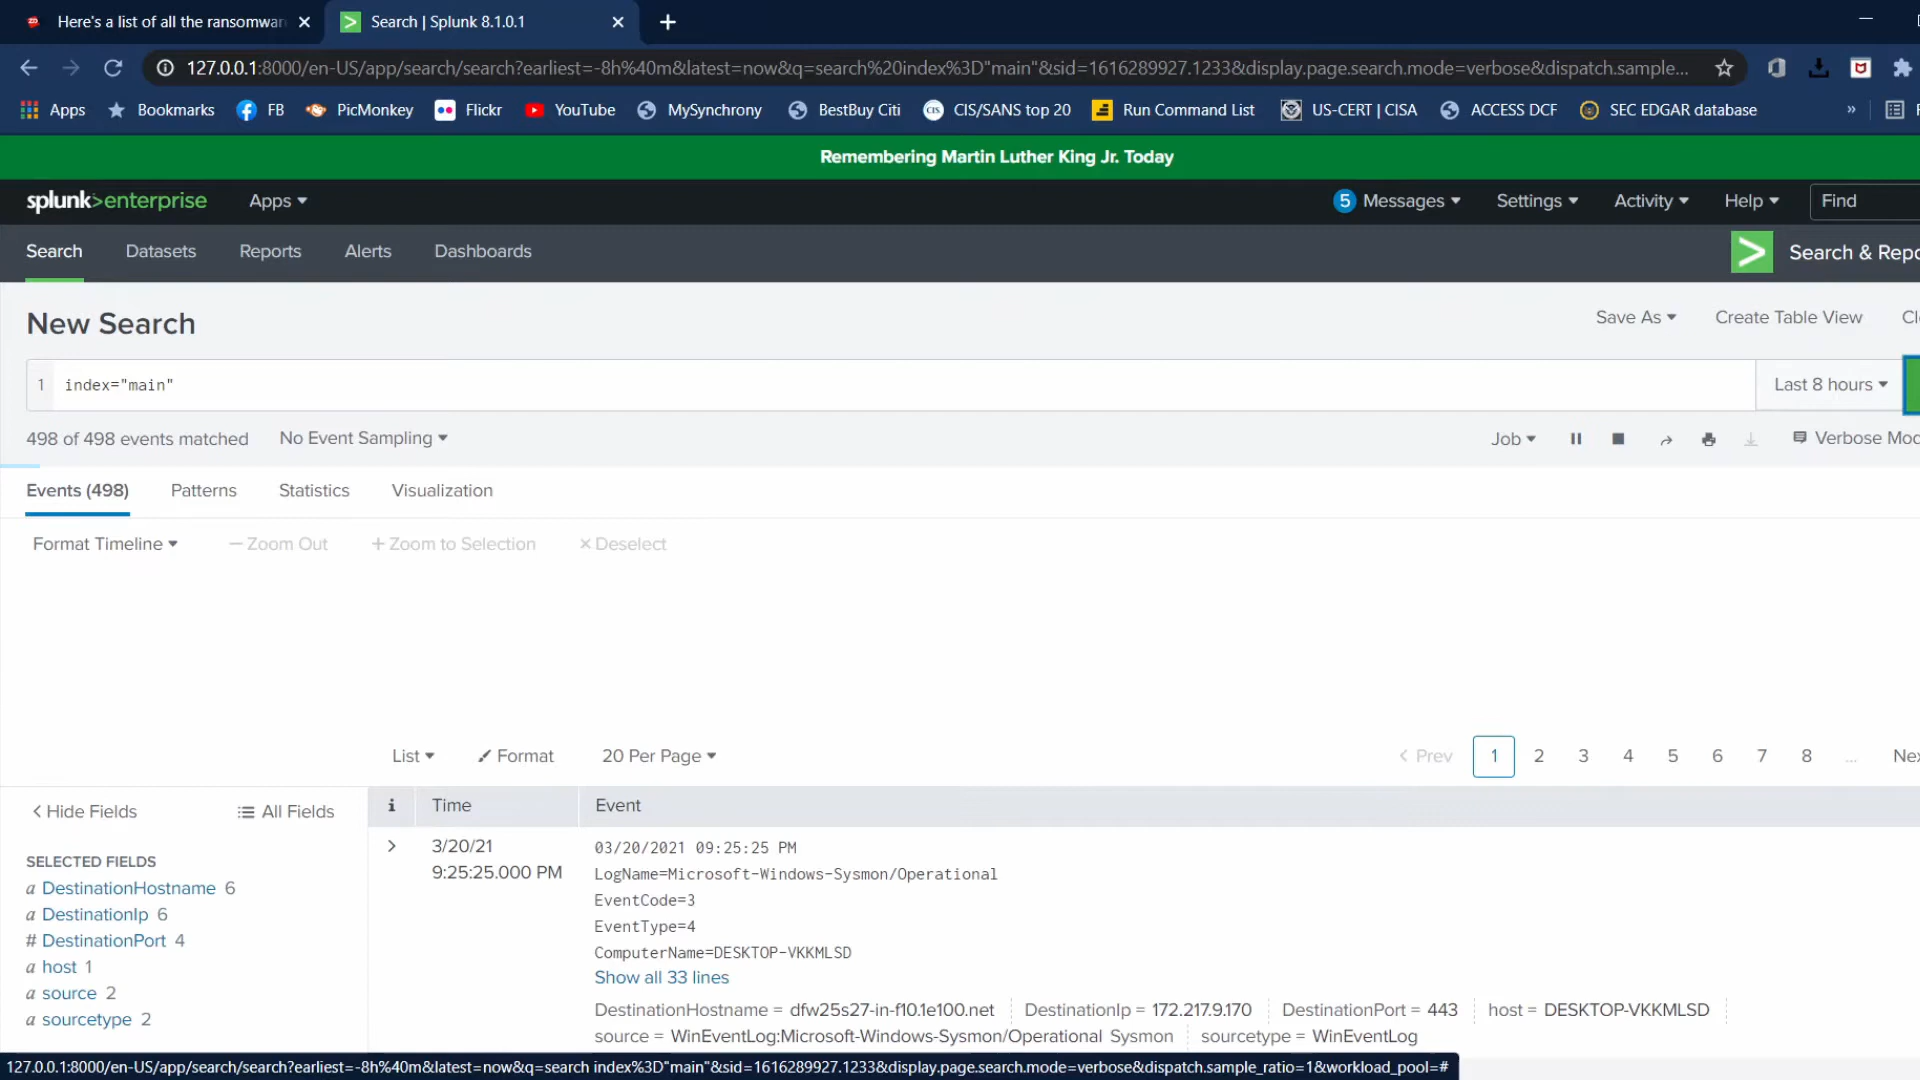 Here's a list of all the ransomwar
Search | Splunk 8.1.0.1
127.0.0.1:8000/en-US/app/search/search?earliest=-8h%40m&latest=now&q=search%20index%3D"main"&sid=1616289927.1233&display.page.search.mode=verbose&dispatch.sample...
Apps Bookmarks FB PicMonkey Flickr YouTube MySynchrony BestBuy Citi CIS/SANS top 20 Run Command List US-CERT | CISA ACCESS DCF SEC EDGAR database »
Remembering Martin Luther King Jr. Today
splunk>enterprise Apps 5 Messages Settings Activity Help Find
Search Datasets Reports Alerts Dashboards Search & Repo
New Search Save As Create Table View Cl
1 index="main" Last 8 hours
498 of 498 events matched No Event Sampling Job Verbose Mod
Events (498) Patterns Statistics Visualization
Format Timeline — Zoom Out + Zoom to Selection × Deselect
List Format 20 Per Page < Prev 1 2 3 4 5 6 7 8 ... Nex
< Hide Fields All Fields i Time Event
SELECTED FIELDS
a DestinationHostname 6
a DestinationIp 6
# DestinationPort 4
a host 1
a source 2
a sourcetype 2
> 3/20/21
9:25:25.000 PM
03/20/2021 09:25:25 PM
LogName=Microsoft-Windows-Sysmon/Operational
EventCode=3
EventType=4
ComputerName=DESKTOP-VKKMLSD
Show all 33 lines
DestinationHostname = dfw25s27-in-f10.1e100.net DestinationIp = 172.217.9.170 DestinationPort = 443 host = DESKTOP-VKKMLSD
source = WinEventLog:Microsoft-Windows-Sysmon/Operational Sysmon sourcetype = WinEventLog
127.0.0.1:8000/en-US/app/search/search?earliest=-8h%40m&latest=now&q=search index%3D"main"&sid=1616289927.1233&display.page.search.mode=verbose&dispatch.sample_ratio=1&workload_pool=#